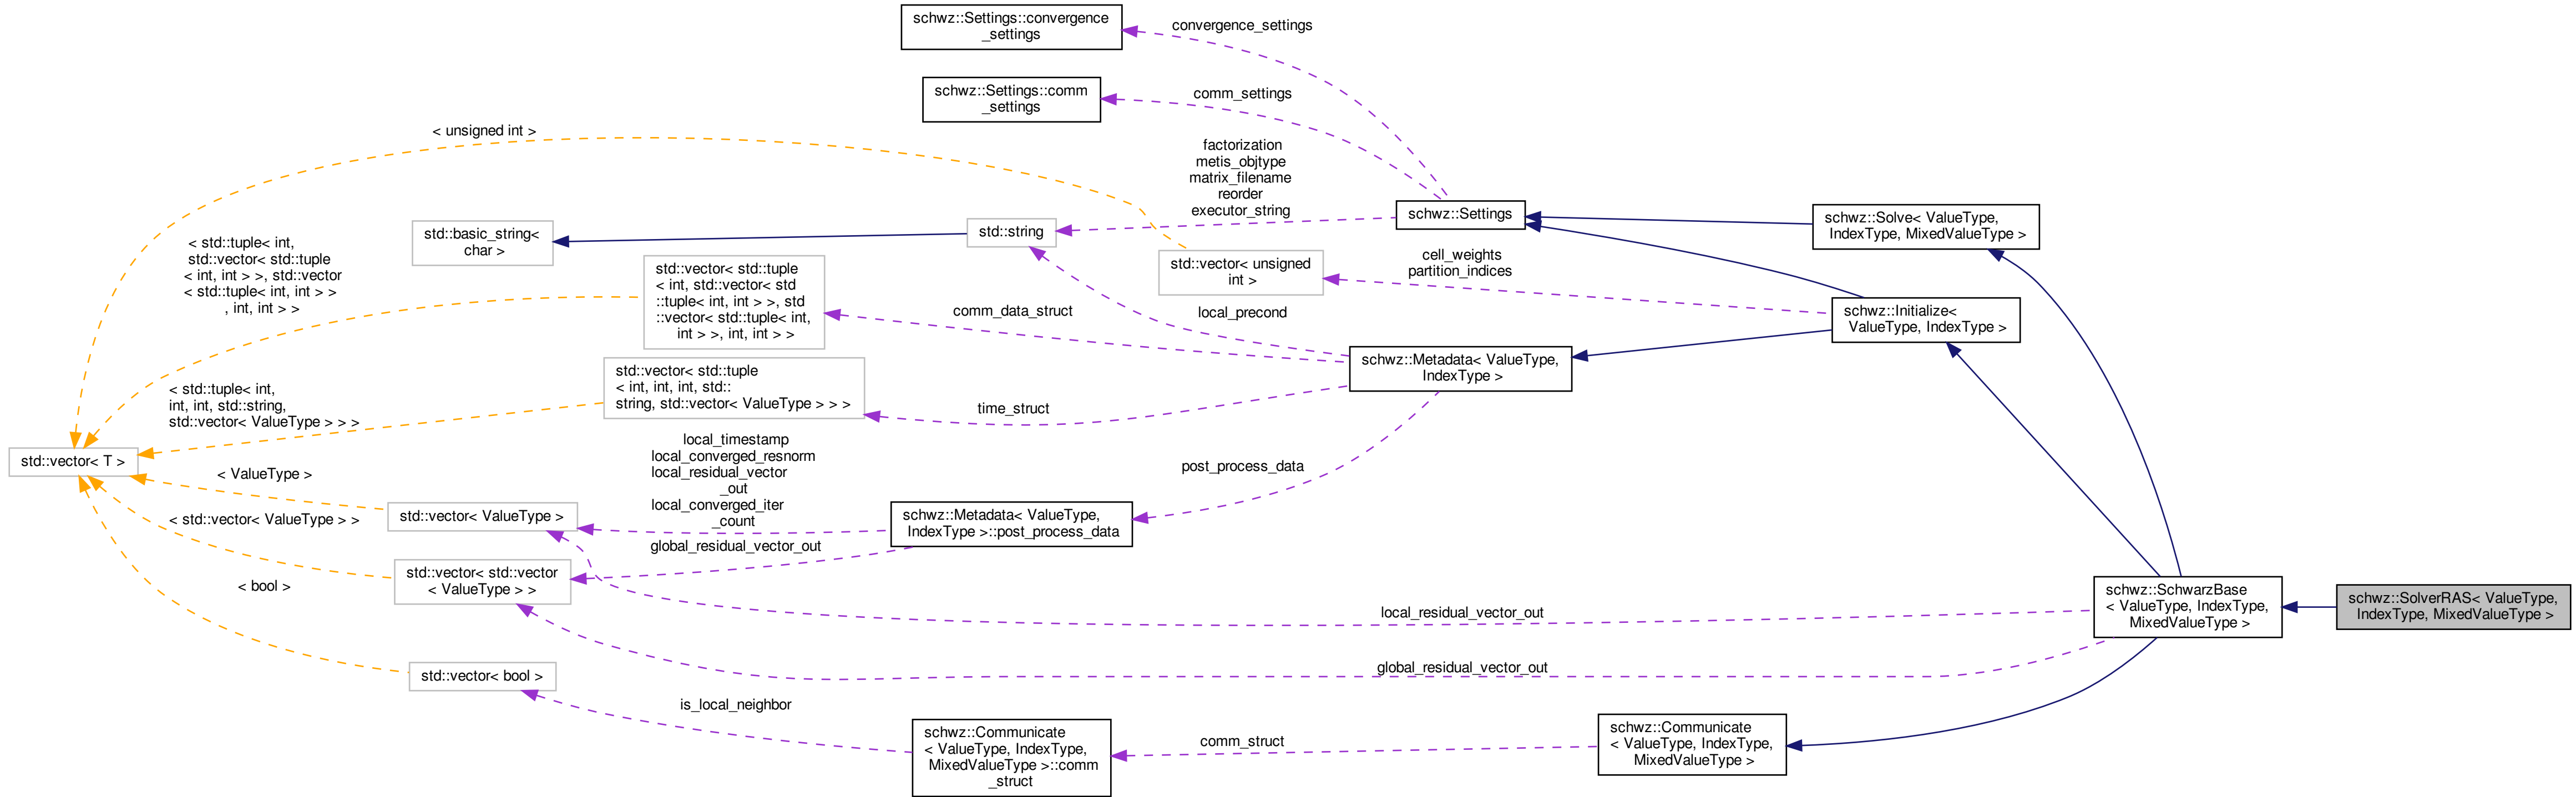 schwz::Settings::convergence
_settings
convergence_settings
schwz::Settings::comm
_settings
comm_settings
< unsigned int >
factorization
metis_objtype
matrix_filename
reorder
executor_string
schwz::Settings
schwz::Solve< ValueType,
IndexType, MixedValueType >
std::basic_string<
char >
std::string
< std::tuple< int,
std::vector< std::tuple
< int, int > >, std::vector
< std::tuple< int, int > >
, int, int > >
std::vector< std::tuple
< int, std::vector< std
::tuple< int, int > >, std
::vector< std::tuple< int,
int > >, int, int > >
std::vector< unsigned
int >
cell_weights
partition_indices
comm_data_struct
local_precond
schwz::Initialize<
ValueType, IndexType >
schwz::Metadata< ValueType,
IndexType >
< std::tuple< int,
int, int, std::string,
std::vector< ValueType > > >
std::vector< std::tuple
< int, int, int, std::
string, std::vector< ValueType > > >
time_struct
std::vector< T >
< ValueType >
local_timestamp
local_converged_resnorm
local_residual_vector
_out
local_converged_iter
_count
post_process_data
std::vector< ValueType >
schwz::Metadata< ValueType,
IndexType >::post_process_data
< std::vector< ValueType > >
global_residual_vector_out
std::vector< std::vector
< ValueType > >
< bool >
local_residual_vector_out
schwz::SchwarzBase
< ValueType, IndexType,
MixedValueType >
schwz::SolverRAS< ValueType,
IndexType, MixedValueType >
global_residual_vector_out
std::vector< bool >
is_local_neighbor
schwz::Communicate
< ValueType, IndexType,
MixedValueType >::comm
_struct
comm_struct
schwz::Communicate
< ValueType, IndexType,
MixedValueType >